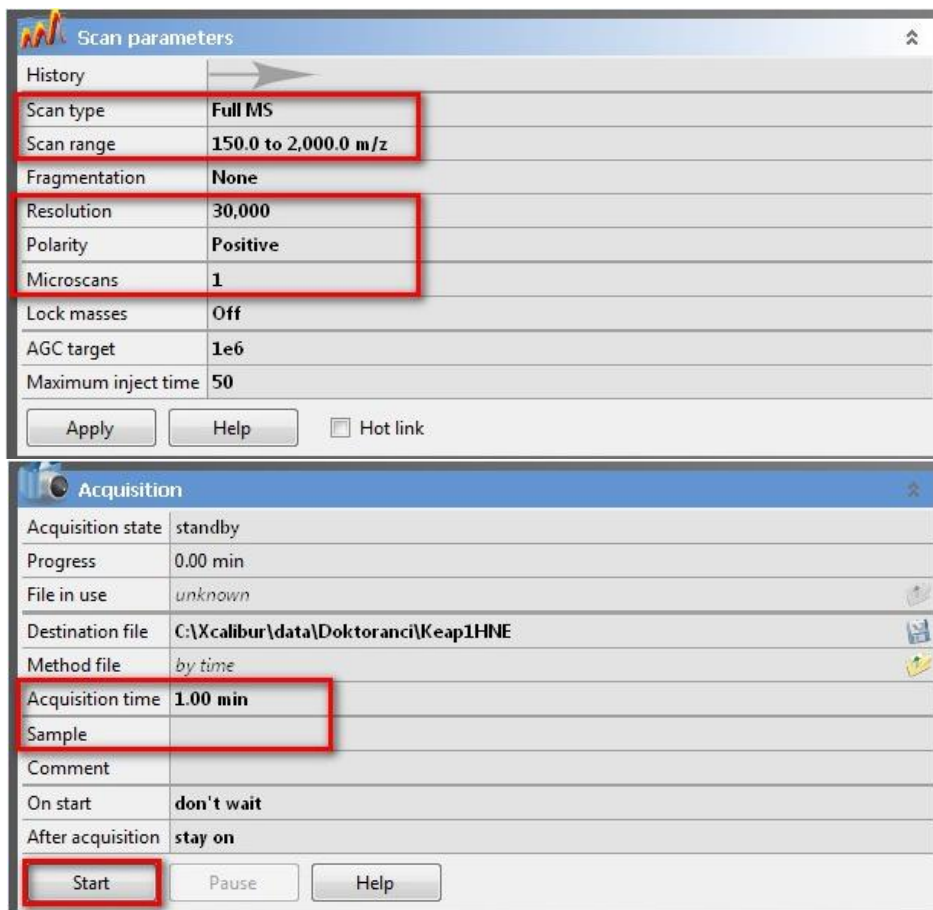 Scan parameters
History
Scan type Full MS
Scan range 150.0 to 2,000.0 m/z
Fragmentation None
Resolution 30,000
Polarity Positive
Microscans 1
Lock masses Off
AGC target 1e6
Maximum inject time 50
Apply Help Hot link
Acquisition
Acquisition state standby
Progress 0.00 min
File in use unknown
Destination file C:\Xcalibur\data\Doktoranci\Keap1HNE
Method file by time
Acquisition time 1.00 min
Sample
Comment
On start don't wait
After acquisition stay on
Start Pause Help